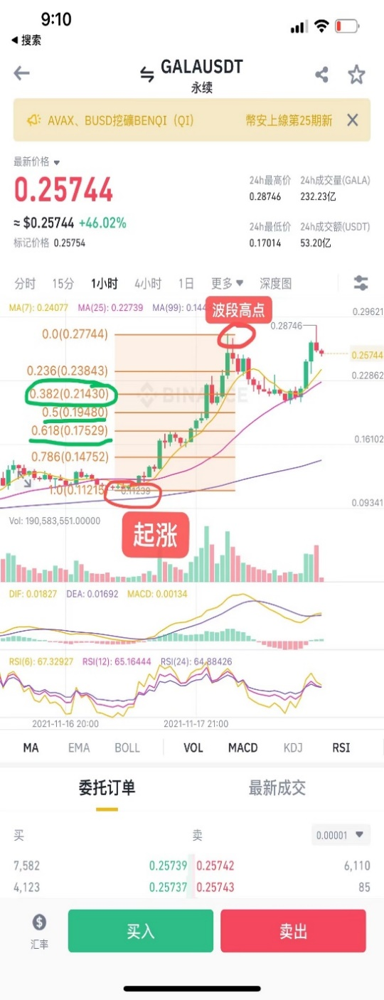 9:10
搜索
GALAUSDT
永续
AVAX、BUSD挖礦BENQI（QI） 幣安上線第25期新
最新价格
0.25744
≈ $0.25744 +46.02%
标记价格 0.25754
24h最高价 24h成交量(GALA)
0.28746 232.23亿
24h最低价 24h成交额(USDT)
0.17014 53.20亿
分时 15分 1小时 4小时 1日 更多 深度图
MA(7): 0.24077 MA(25): 0.22739 MA(99): 0.144
波段高点
0.29621
0.28746
0.0(0.27744)
0.25744
0.236(0.23843)
0.22862
0.382(0.21430)
BINANCE
0.5(0.19480)
0.618(0.17529)
0.16102
0.786(0.14752)
1.0(0.11215)
0.11239
0.09341
起涨
Vol: 190,583,551.00000
DIF: 0.01827 DEA: 0.01692 MACD: 0.00134
RSI(6): 67.32927 RSI(12): 65.16444 RSI(24): 64.88426
2021-11-16 20:00 2021-11-17 21:00
MA EMA BOLL VOL MACD KDJ RSI
委托订单 最新成交
买 卖 0.00001
7,582 0.25739 0.25742 6,110
4,123 0.25737 0.25743 85
汇率 买入 卖出